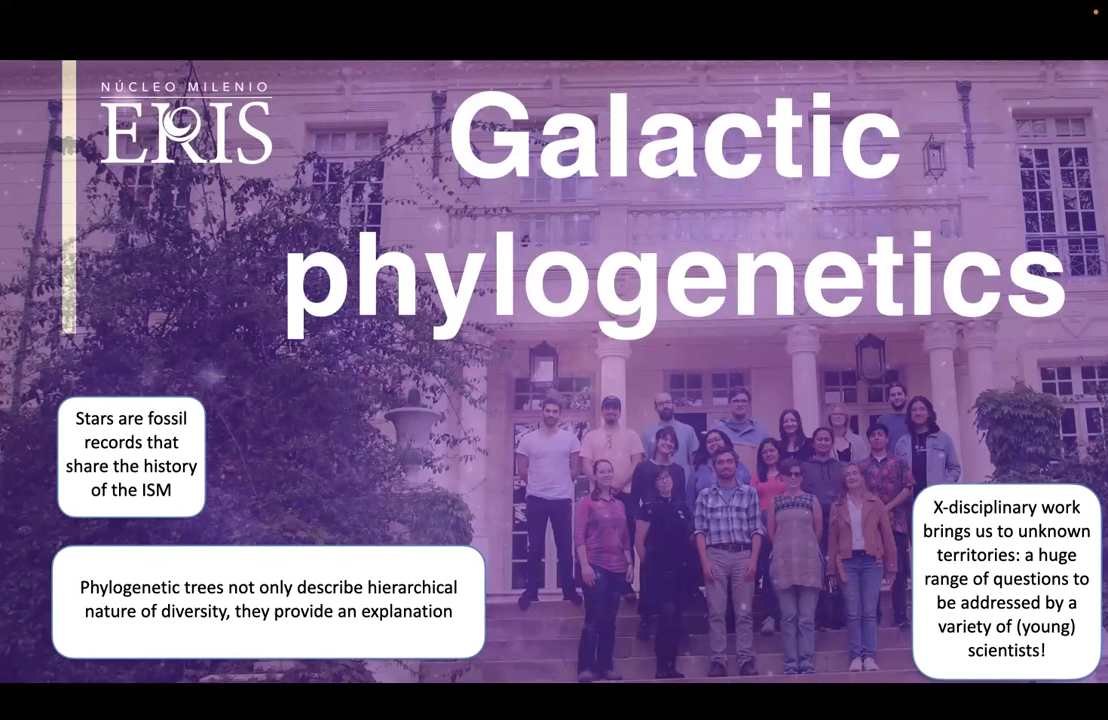 NÚCLEO MILENIO
ERIS
Galactic
phylogenetics
Stars are fossil
records that
share the history
of the ISM
Phylogenetic trees not only describe hierarchical
nature of diversity, they provide an explanation
X-disciplinary work
brings us to unknown
territories: a huge
range of questions to
be addressed by a
variety of (young)
scientists!